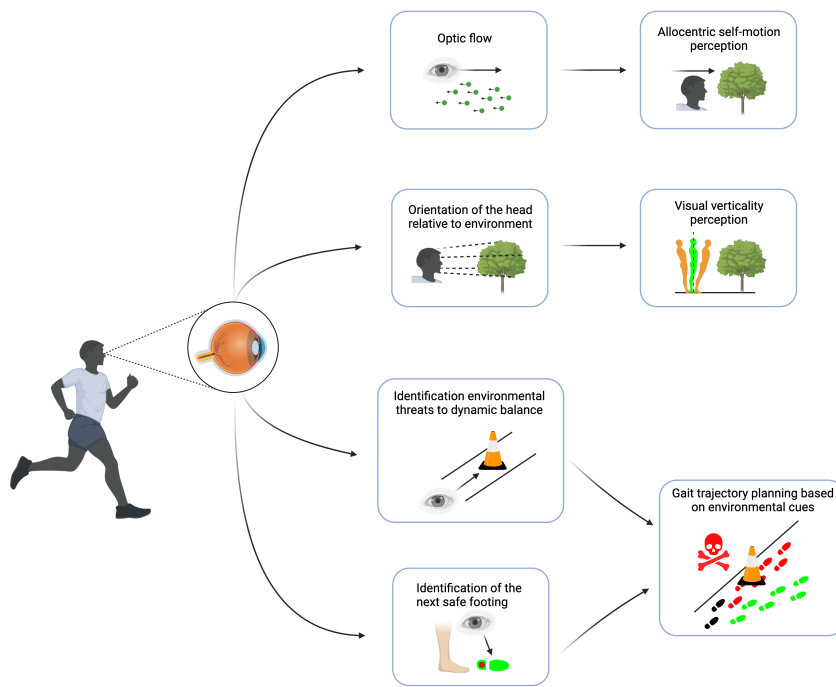 Optic flow
Allocentric self-motion
perception
Orientation of the head
relative to environment
Visual verticality
perception
Identification environmental
threats to dynamic balance
Gait trajectory planning based
on environmental cues
Identification of the
next safe footing